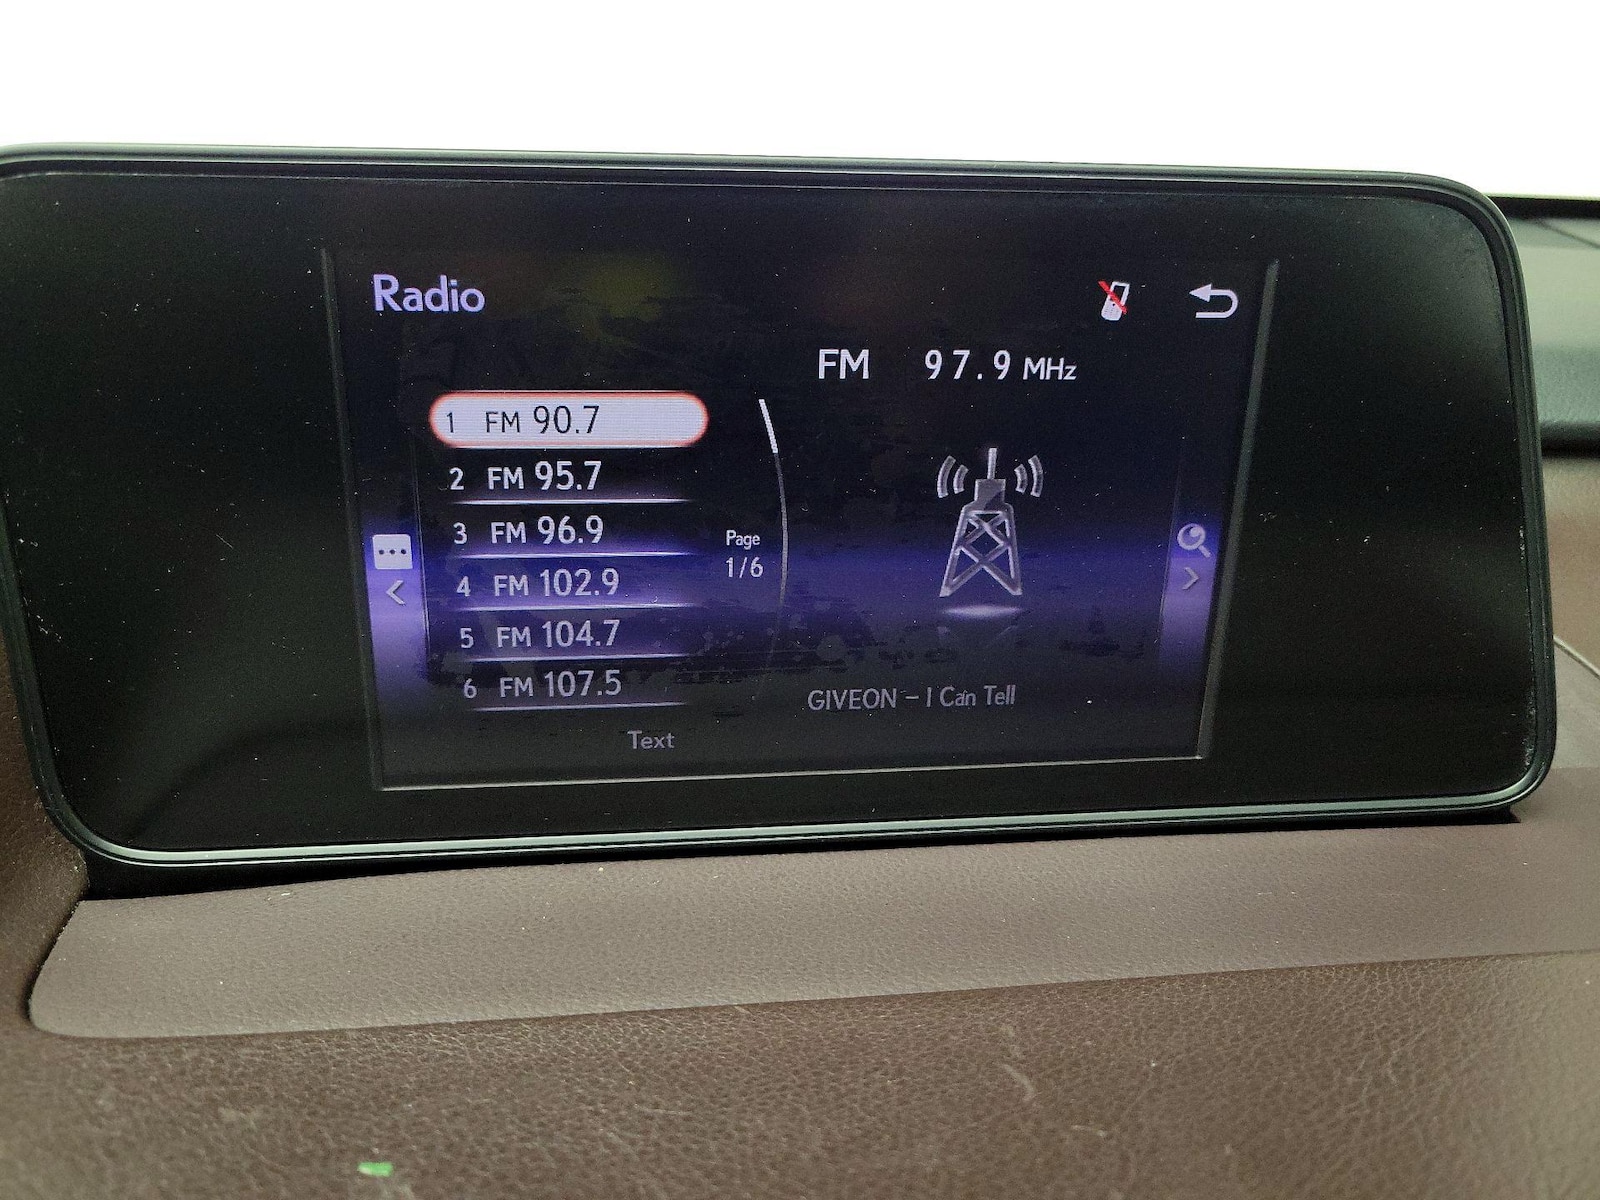 Radio
FM 97.9 MHz
1 FM 90.7
2 FM 95.7
3 FM 96.9
4 FM 102.9
5 FM 104.7
6 FM 107.5
Page
1/6
GIVEON - I Can Tell
Text